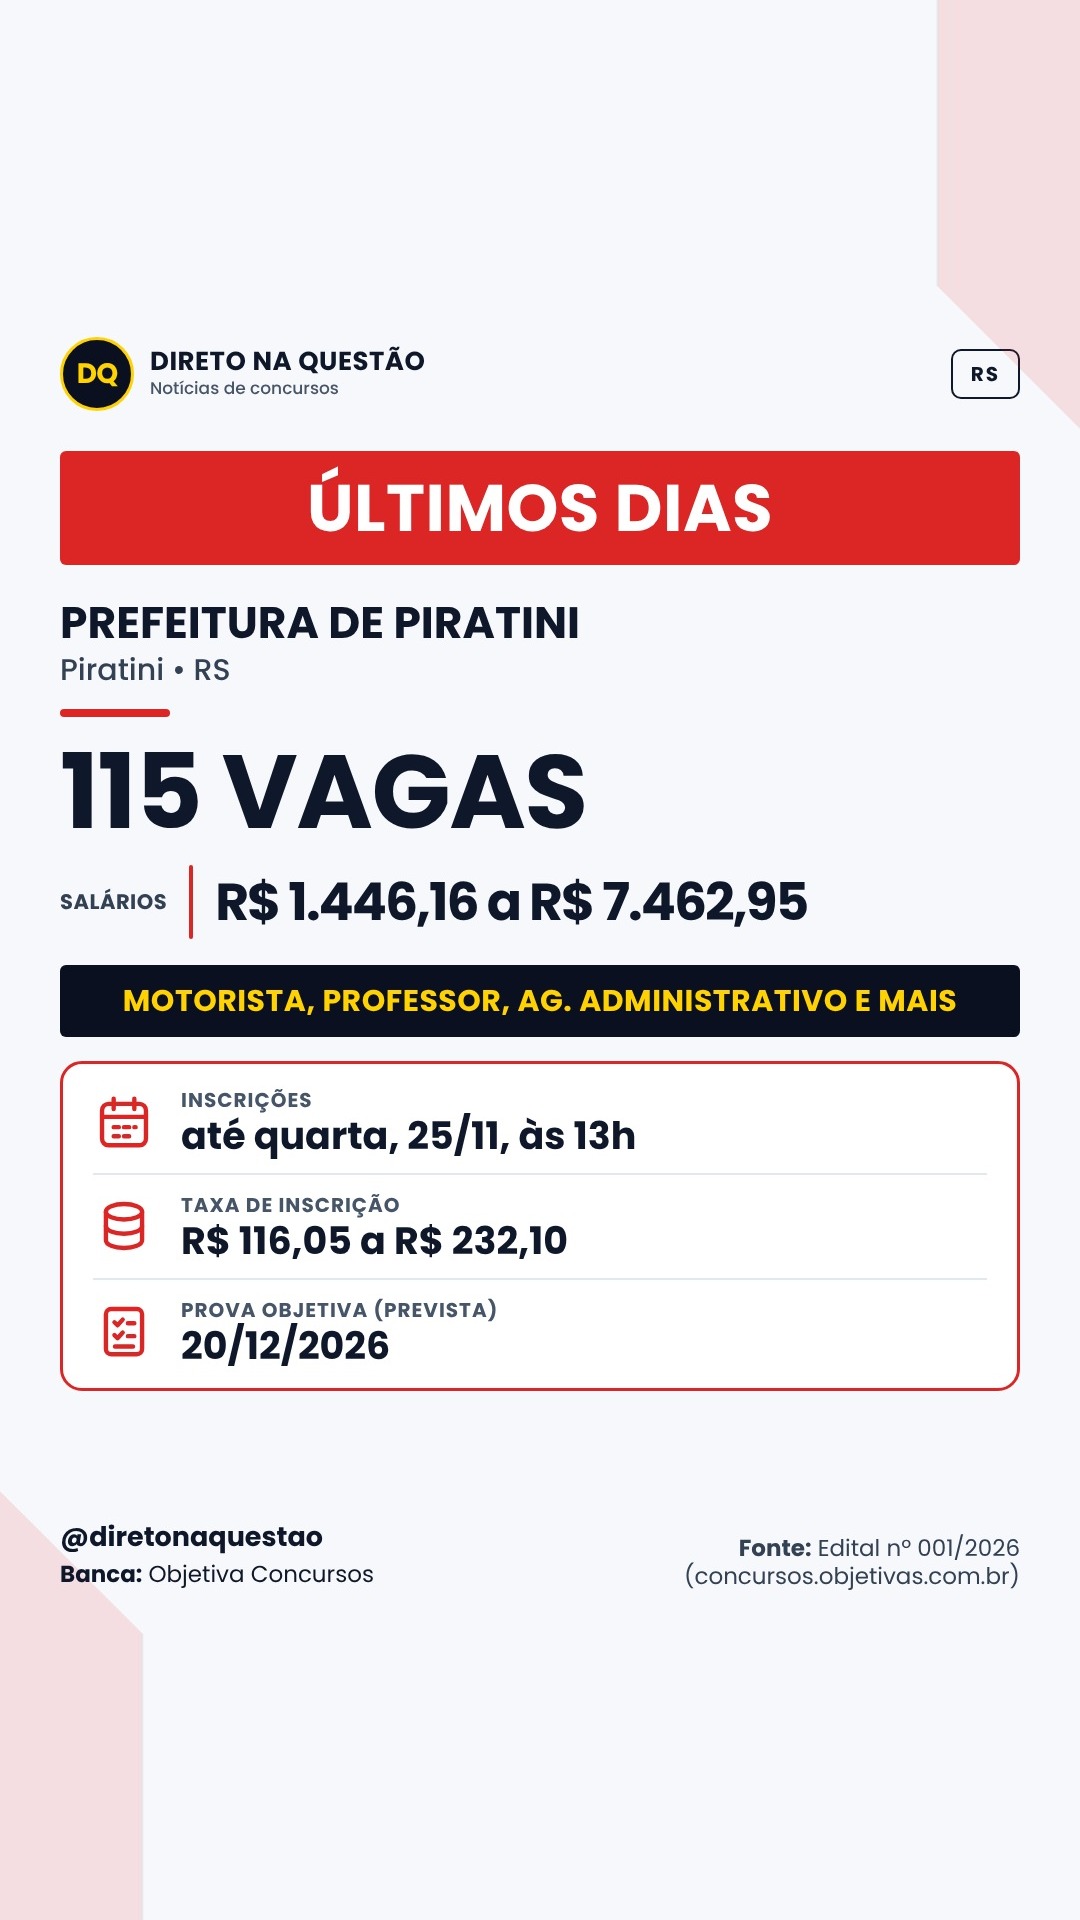 DQ
DIRETO NA QUESTÃO
Notícias de concursos
RS
ÚLTIMOS DIAS
PREFEITURA DE PIRATINI
Piratini • RS
115 VAGAS
SALÁRIOS
R$ 1.446,16 a R$ 7.462,95
MOTORISTA, PROFESSOR, AG. ADMINISTRATIVO E MAIS
INSCRIÇÕES
até quarta, 25/11, às 13h
TAXA DE INSCRIÇÃO
R$ 116,05 a R$ 232,10
PROVA OBJETIVA (PREVISTA)
20/12/2026
@diretonaquestao
Banca: Objetiva Concursos
Fonte: Edital nº 001/2026
(concursos.objetivas.com.br)